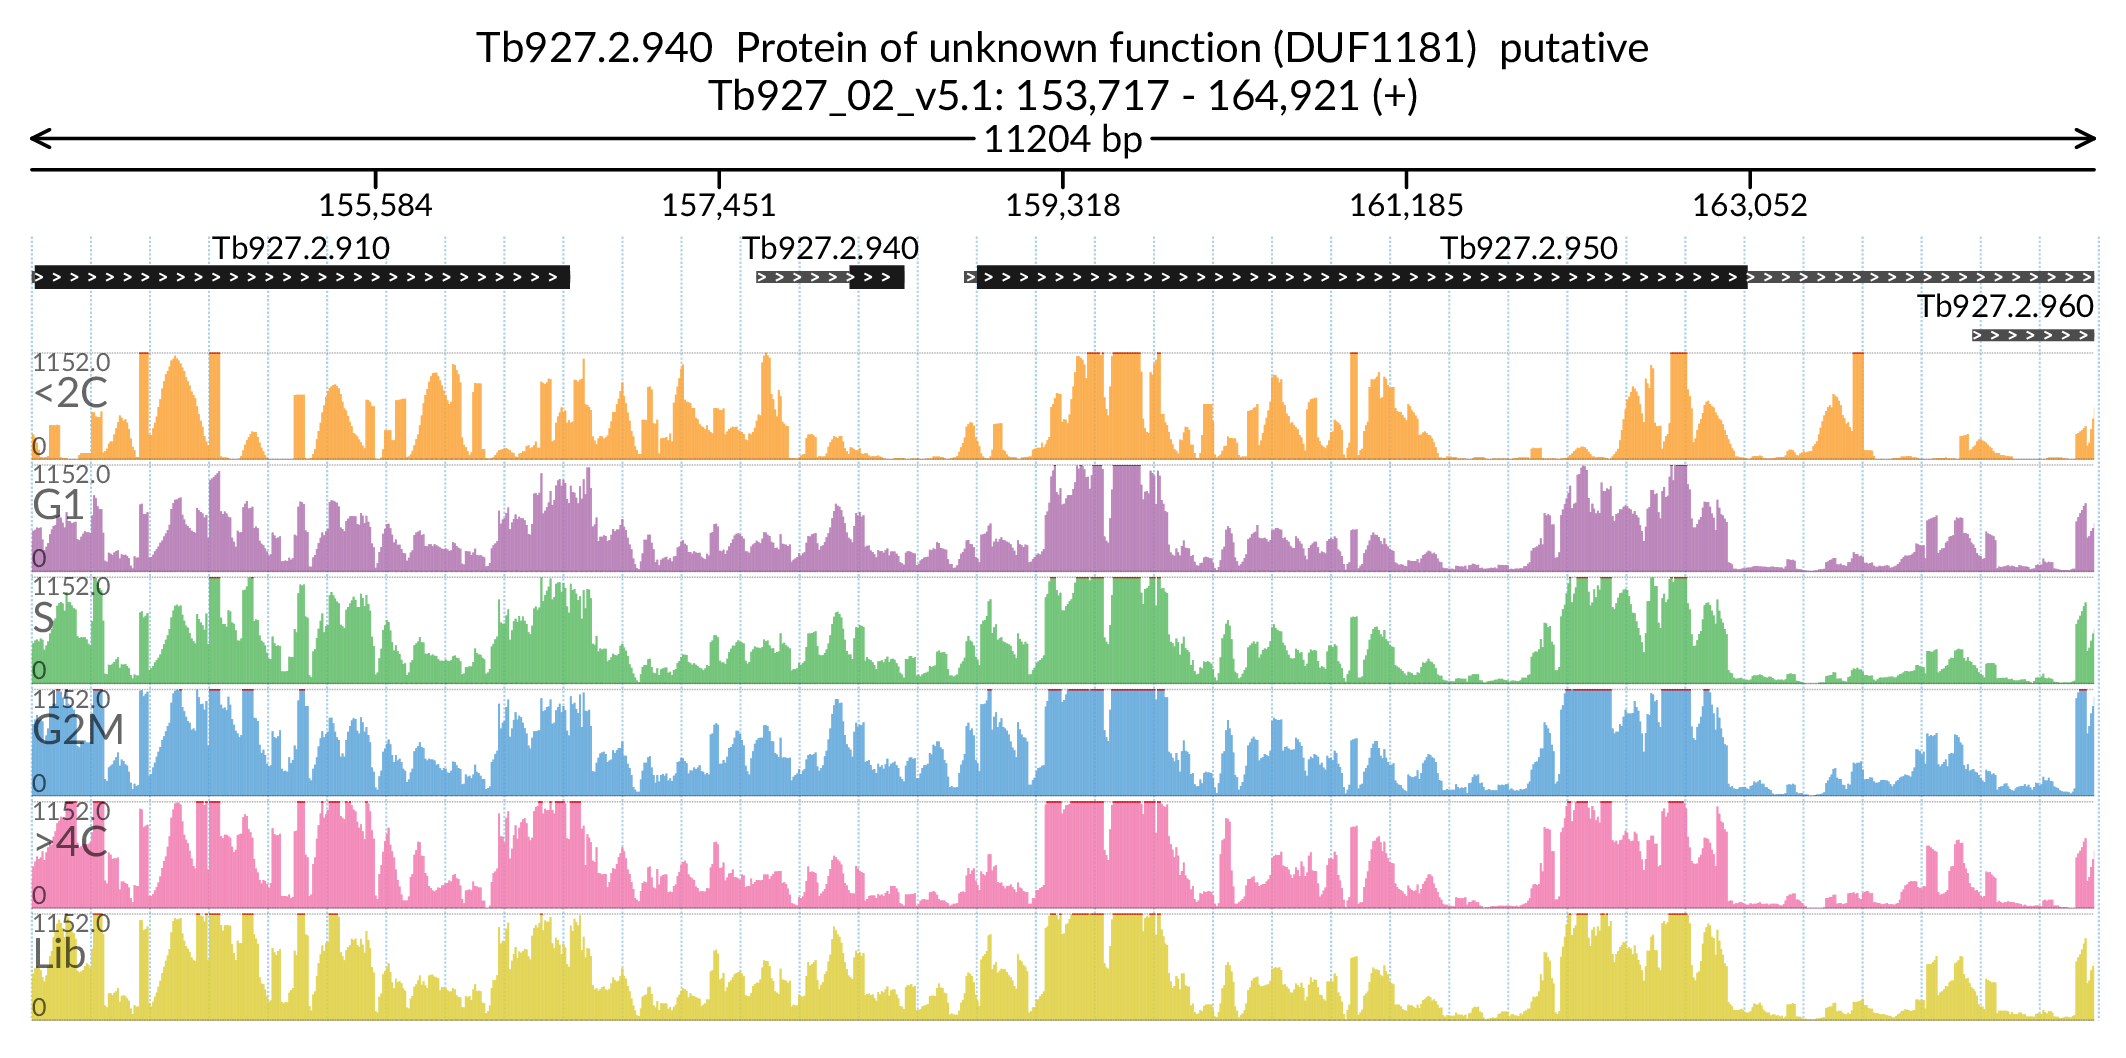 Tb927.2.940 Protein of unknown function (DUF1181) putative
Tb927_02_v5.1: 153,717 - 164,921 (+)
11204 bp
155,584 157,451 159,318 161,185 163,052
Tb927.2.910 Tb927.2.940 Tb927.2.950
Tb927.2.960
1152.0
<2C
0
1152.0
G1
0
1152.0
S
0
1152.0
G2M
0
1152.0
>4C
0
1152.0
Lib
0